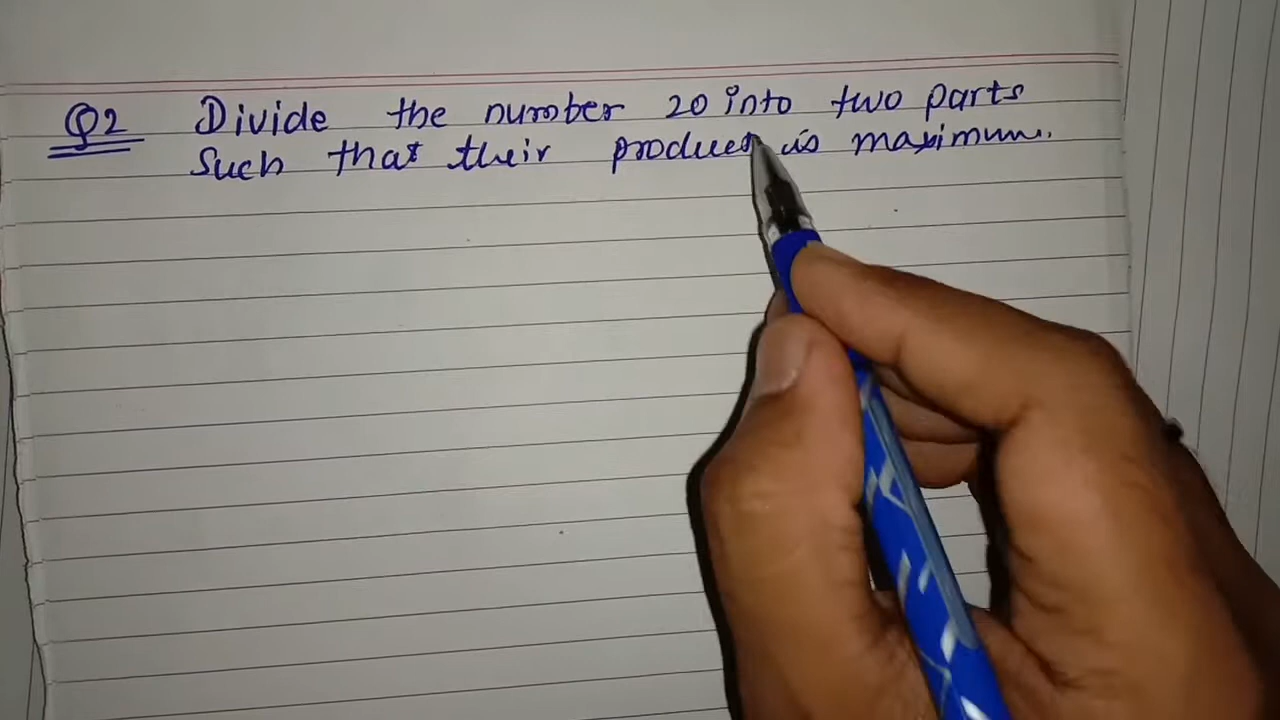 Q2 Divide the number 20 into two parts
Such that their product is maximum.